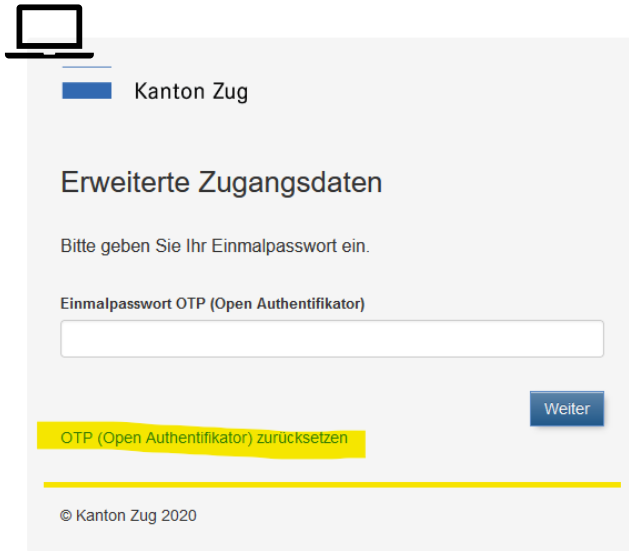 Kanton Zug
Erweiterte Zugangsdaten
Bitte geben Sie Ihr Einmalpasswort ein.
Einmalpasswort OTP (Open Authentifikator)
Weiter
OTP (Open Authentifikator) zurücksetzen
© Kanton Zug 2020